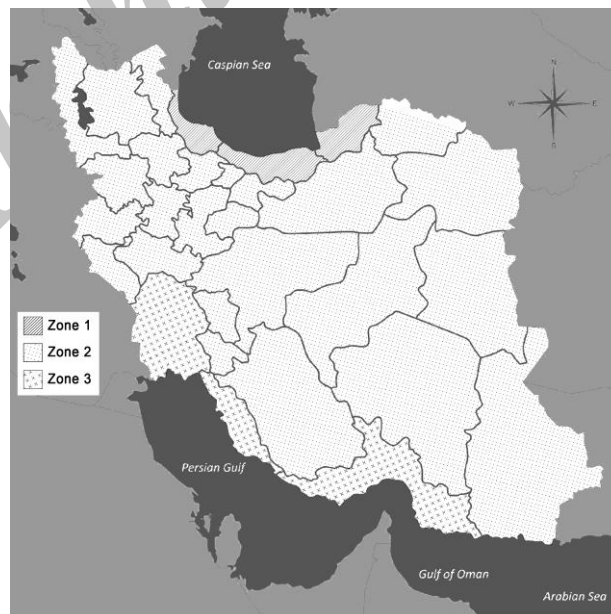 Caspian Sea
N
W
E
S
Zone 1
Zone 2
Zone 3
Persian Gulf
Gulf of Oman
Arabian Sea